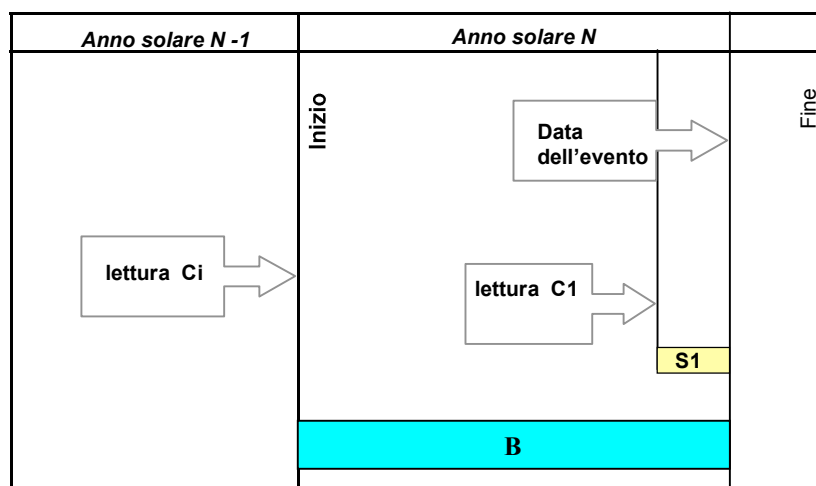 Anno solare N -1
Anno solare N
Inizio
Fine
Data
dell'evento
lettura Ci
lettura C1
S1
B